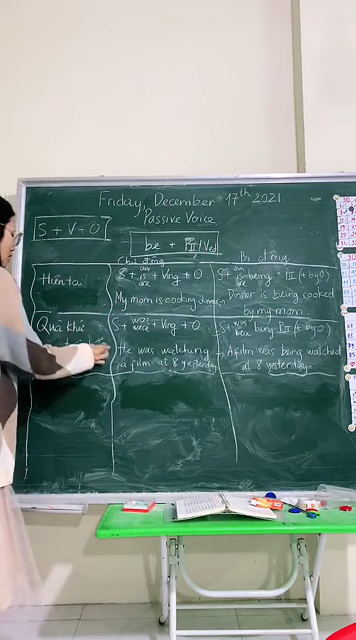 Friday, December 17th 2021
Passive Voice
S + V + O
be + PII/Ved
Chủ động
Bị động
Hiện tại
S + am is are + Ving + O
S + am is are being + PII (+ by O)
My mom is cooking dinner
→ Dinner is being cooked
by my mom.
Quá khứ
S + was were + Ving + O
S + was were being PII (+ by O)
He was watching
a film at 8 yesterday
→ A film was being watched
at 8 yesterday.